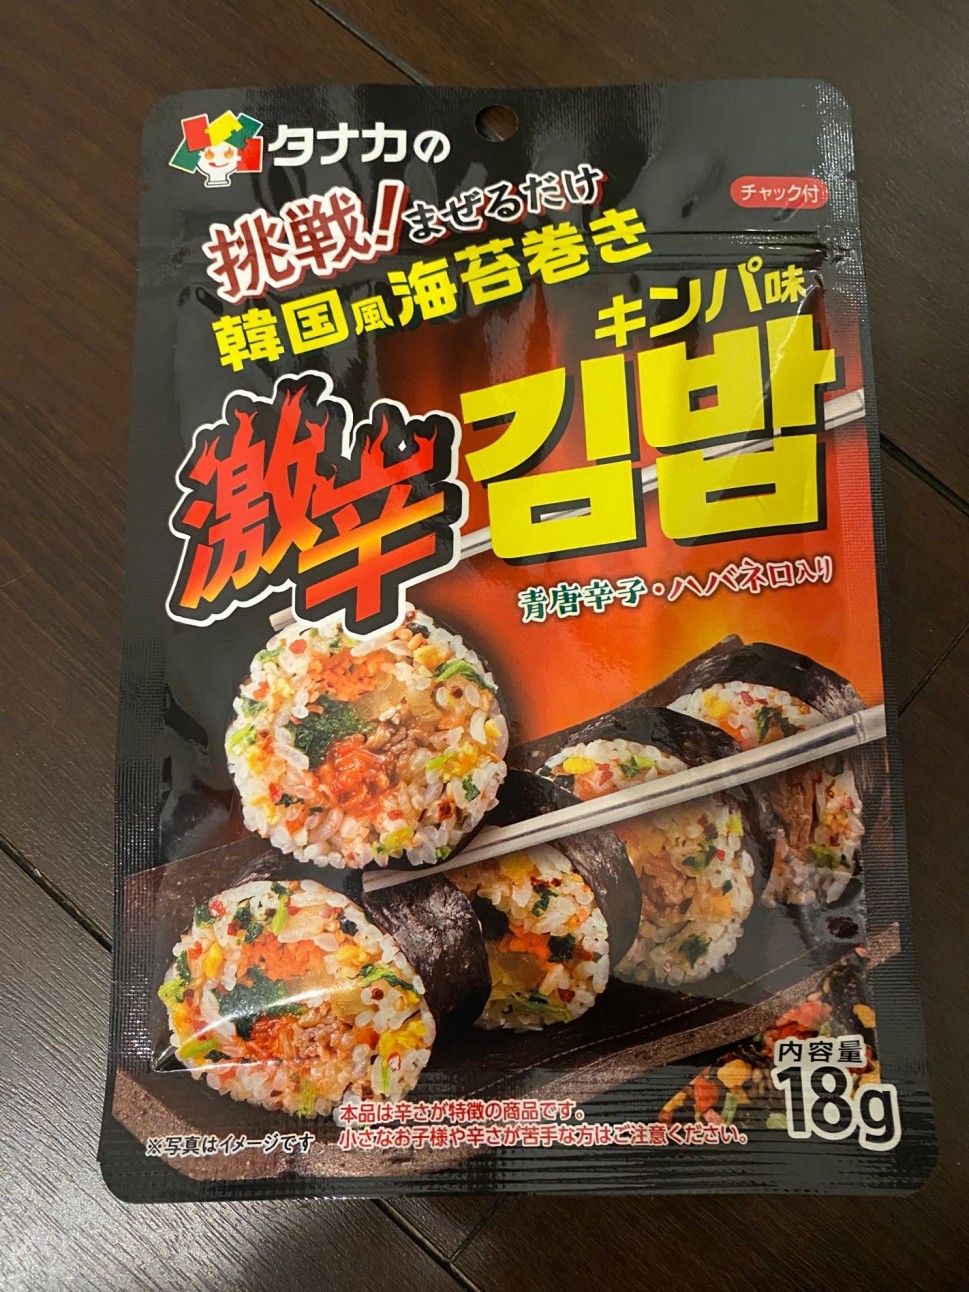 タナカの
チャック付
挑戦!まぜるだけ
韓国風海苔巻き
キンパ味
激辛
김밥
青唐辛子・ハバネロ入り
内容量
18g
本品は辛さが特徴の商品です。
小さなお子様や辛さが苦手な方はご注意ください。
※写真はイメージです